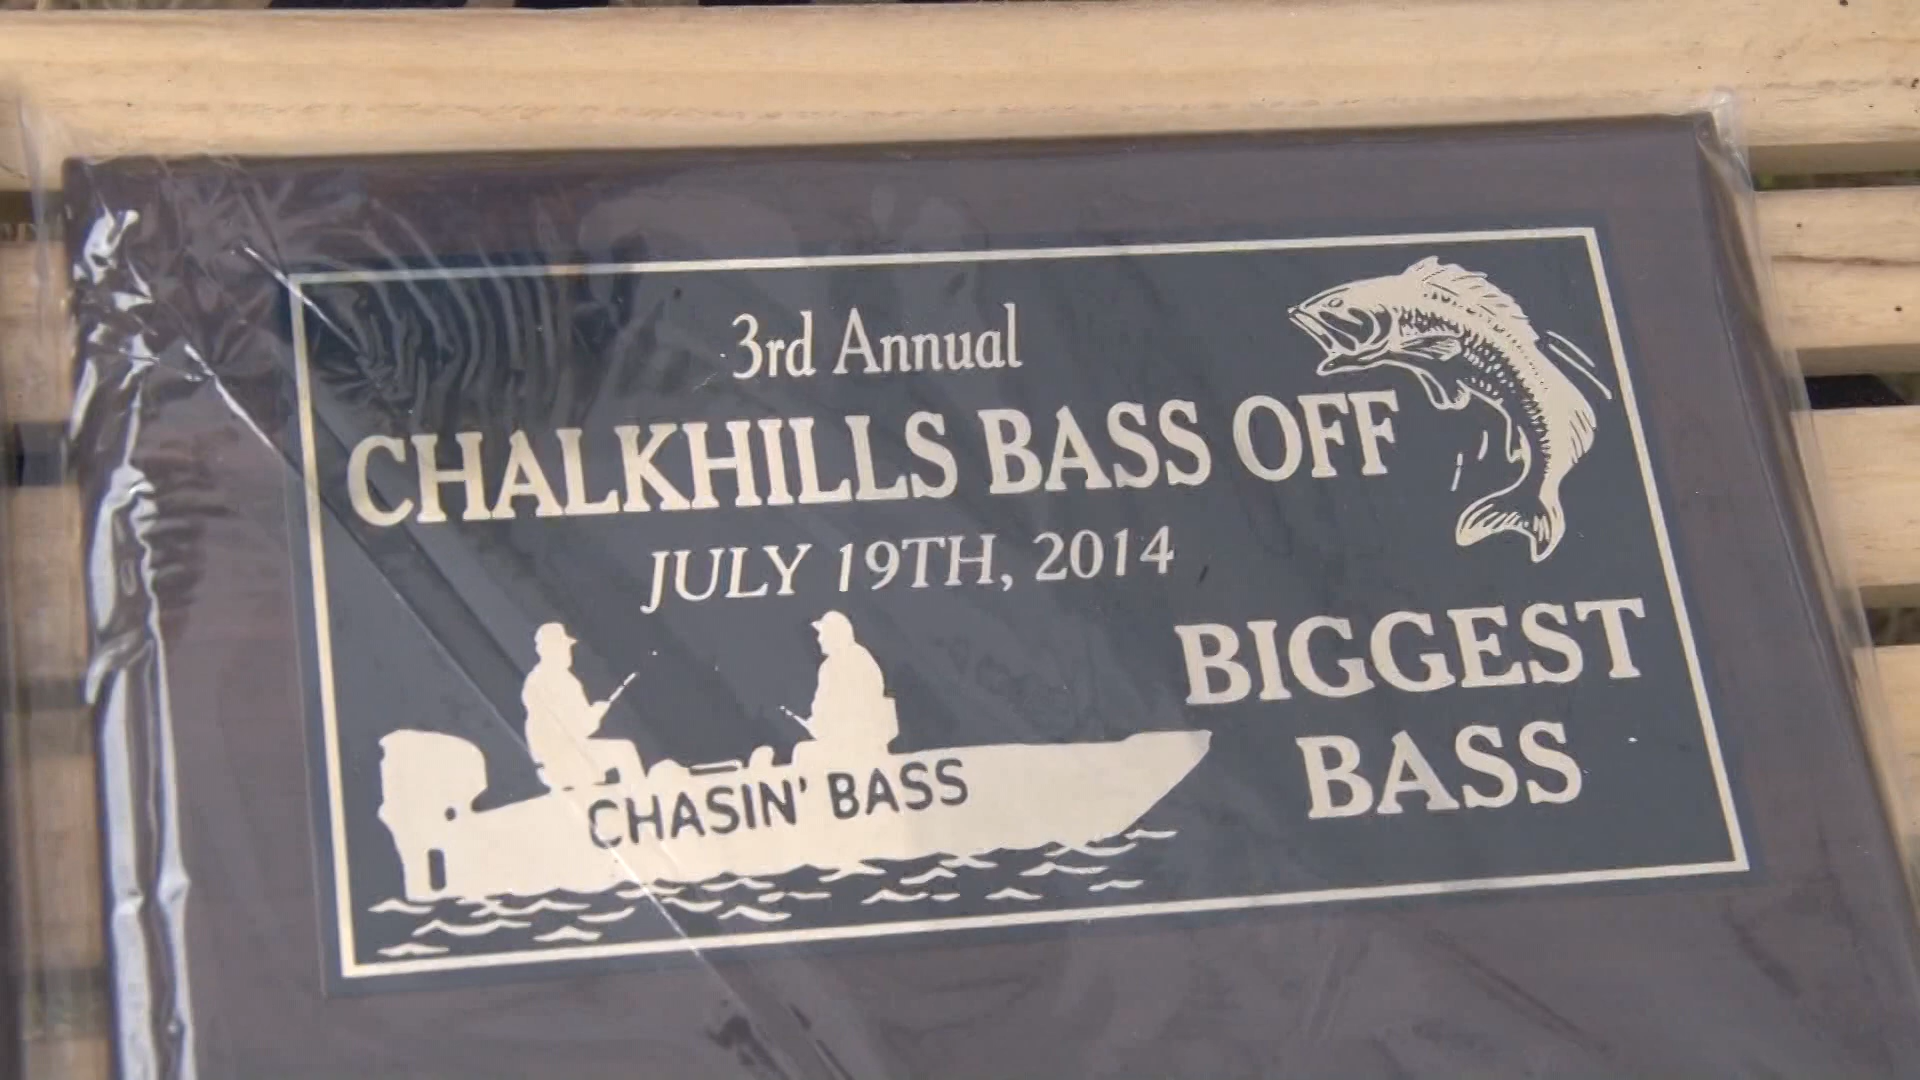 3rd Annual
CHALKHILLS BASS OFF
JULY 19TH, 2014
BIGGEST
BASS
CHASIN' BASS